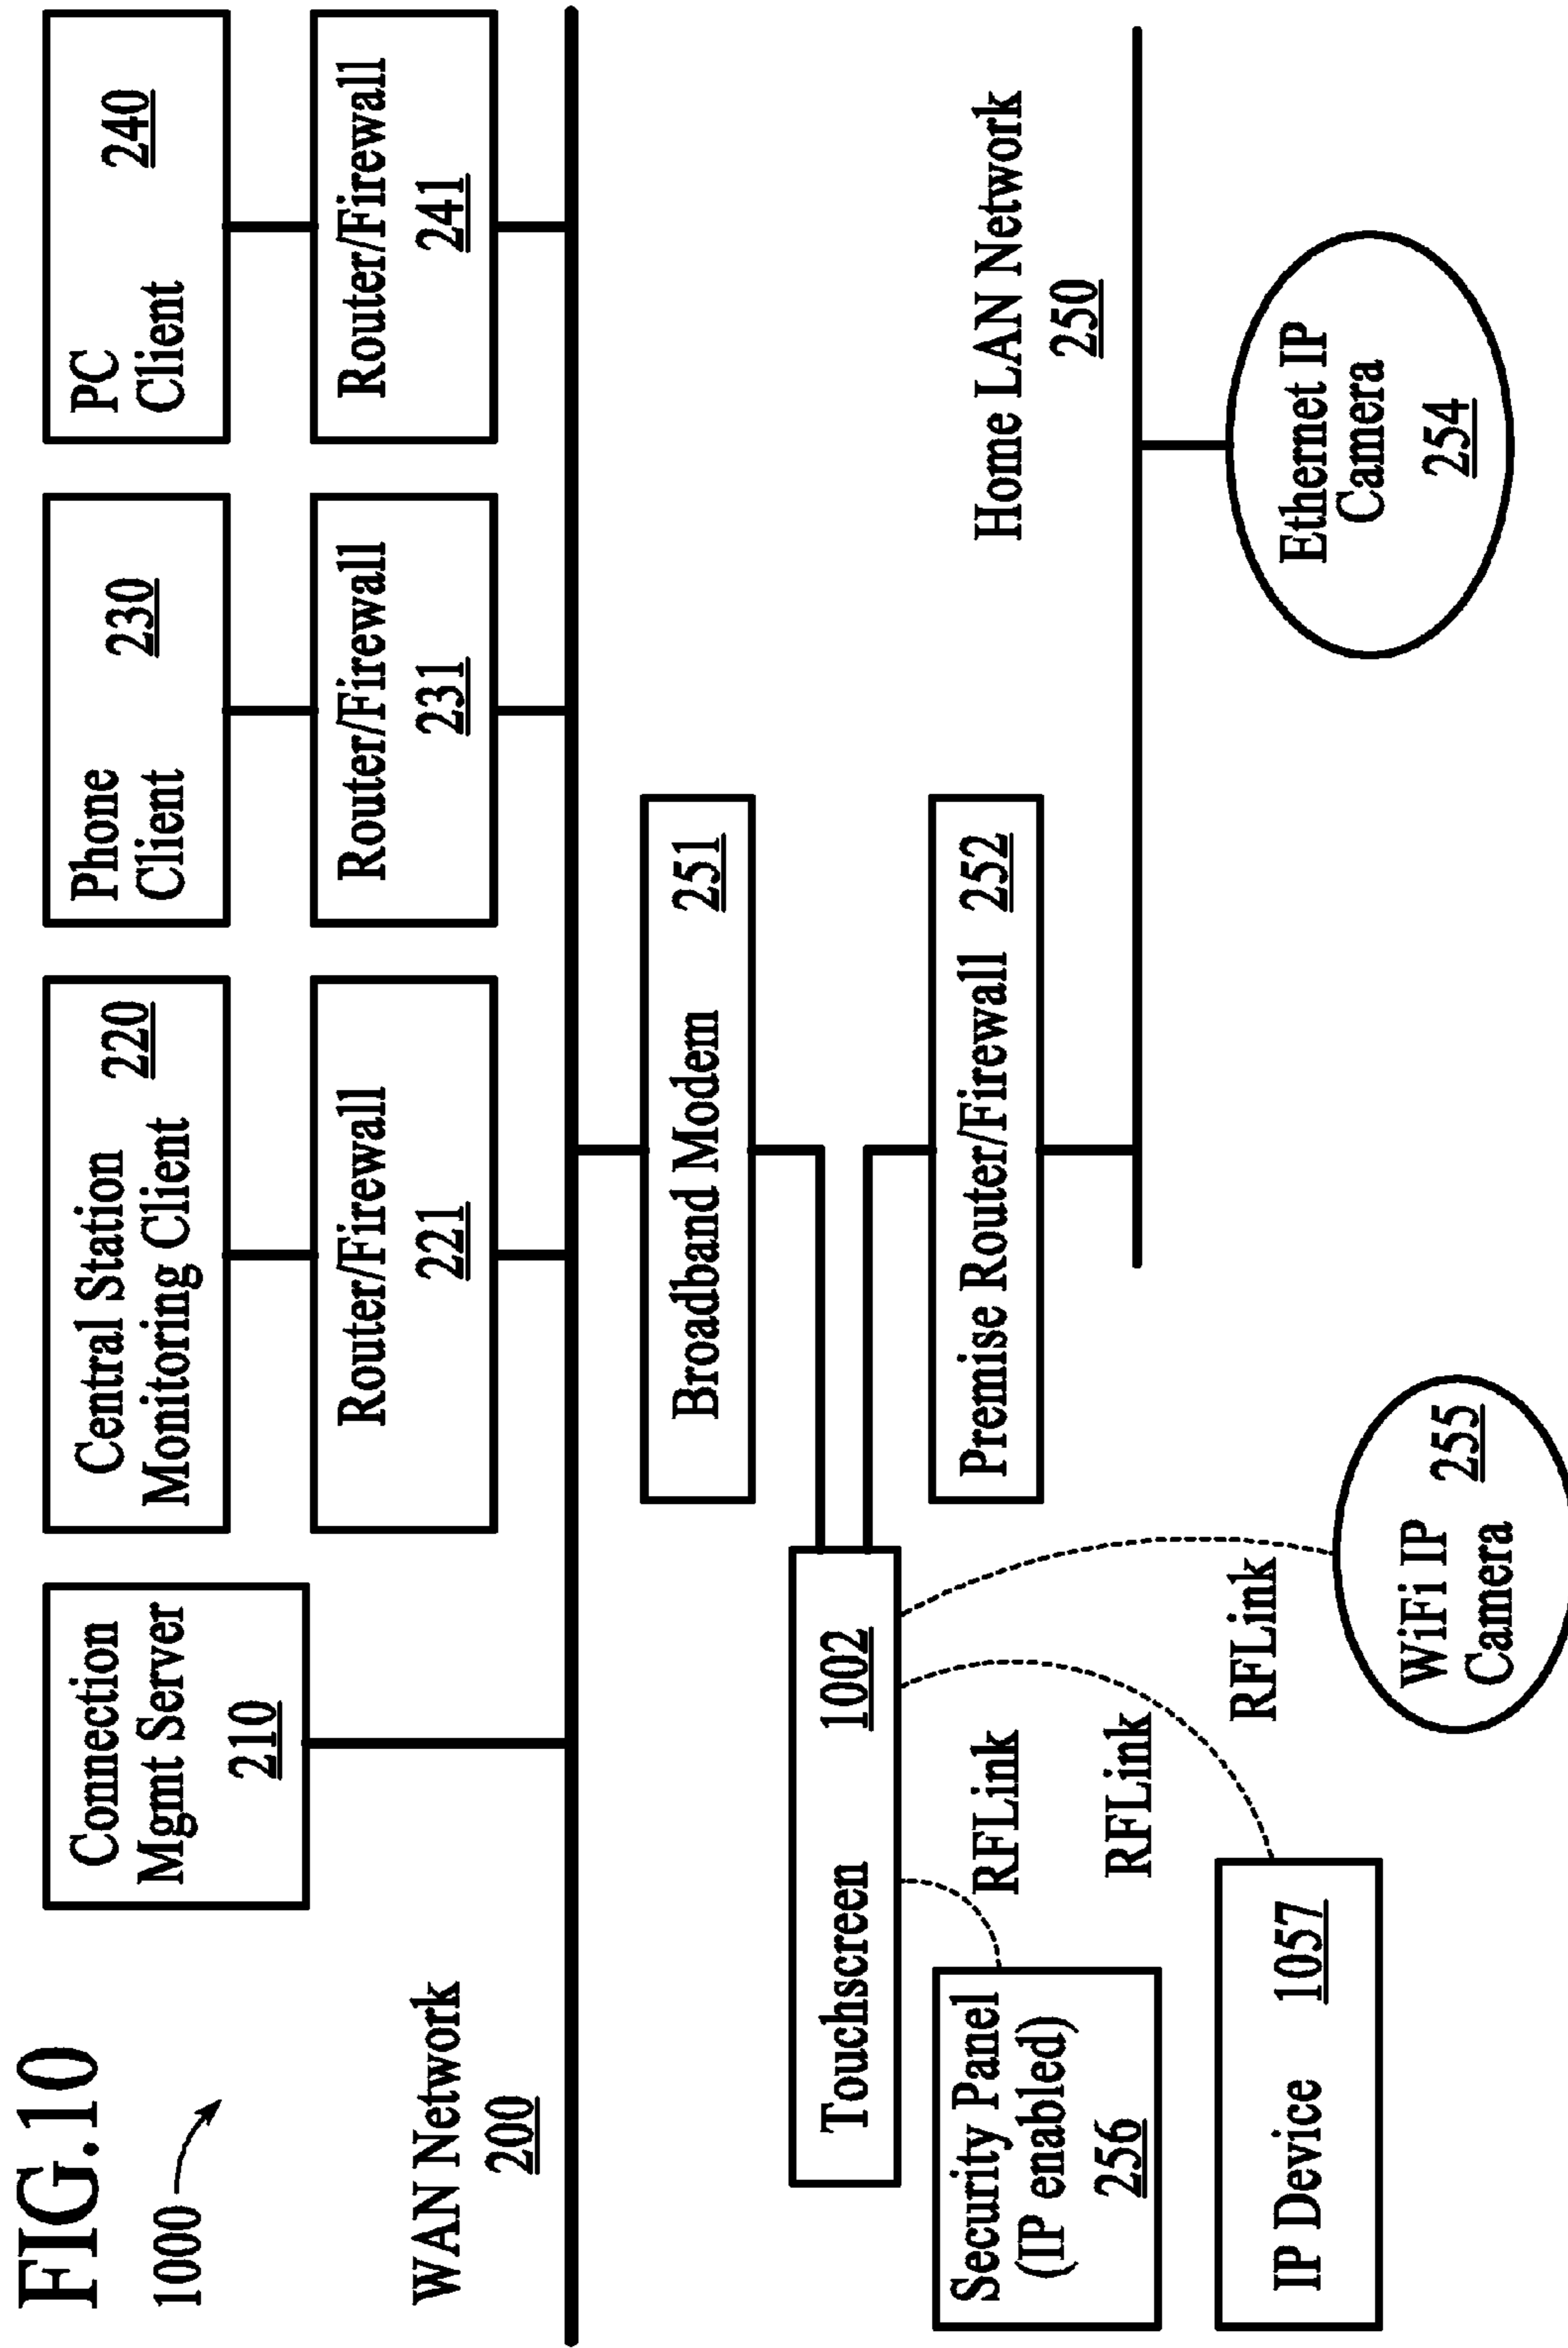 FIG.10
1000
Connection
Mgmt Server
210
Central Station
Monitoring Client
220
Phone
Client
230
PC
Client
240
Router/Firewall
221
Router/Firewall
231
Router/Firewall
241
WAN Network
200
Broadband Modem 251
Touchscreen 1002
Premise Router/Firewall 252
Home LAN Network
250
Security Panel
(IP enabled)
256
RFLink
RFLink
RFLink
IP Device 1057
WiFi IP
Camera
255
Ethernet IP
Camera
254